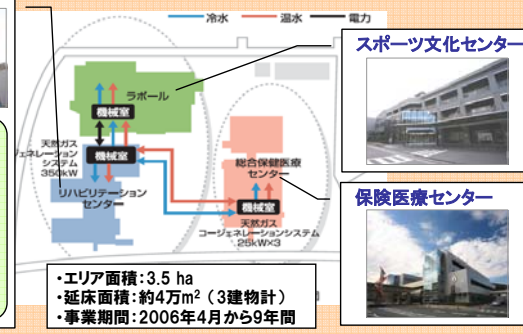 冷水 温水 電力
スポーツ文化センター
ラポール
機械室
天然ガス
ジェネレーション
システム
350kW
機械室
リハビリテーション
センター
総合保健医療
センター
機械室
天然ガス
コージェネレーションシステム
25kW×3
保険医療センター
・エリア面積:3.5 ha
・延床面積:約4万m²(3建物計)
・事業期間:2006年4月から9年間